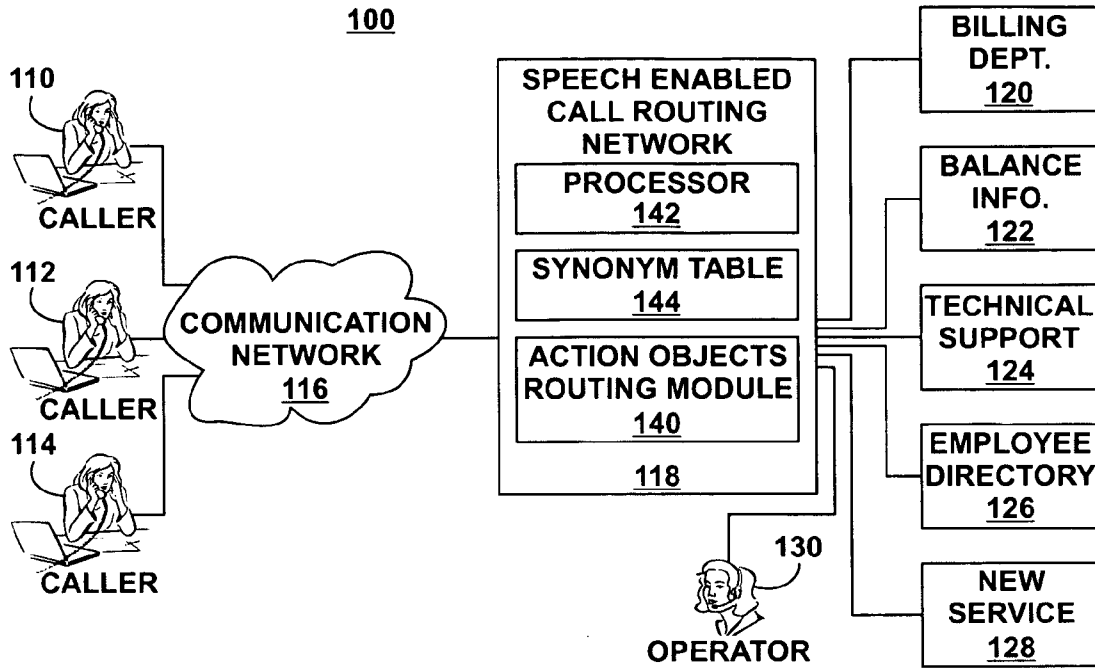 100
110
CALLER
112
CALLER
114
CALLER
COMMUNICATION
NETWORK
116
SPEECH ENABLED
CALL ROUTING
NETWORK
PROCESSOR
142
SYNONYM TABLE
144
ACTION OBJECTS
ROUTING MODULE
140
118
130
OPERATOR
BILLING
DEPT.
120
BALANCE
INFO.
122
TECHNICAL
SUPPORT
124
EMPLOYEE
DIRECTORY
126
NEW
SERVICE
128